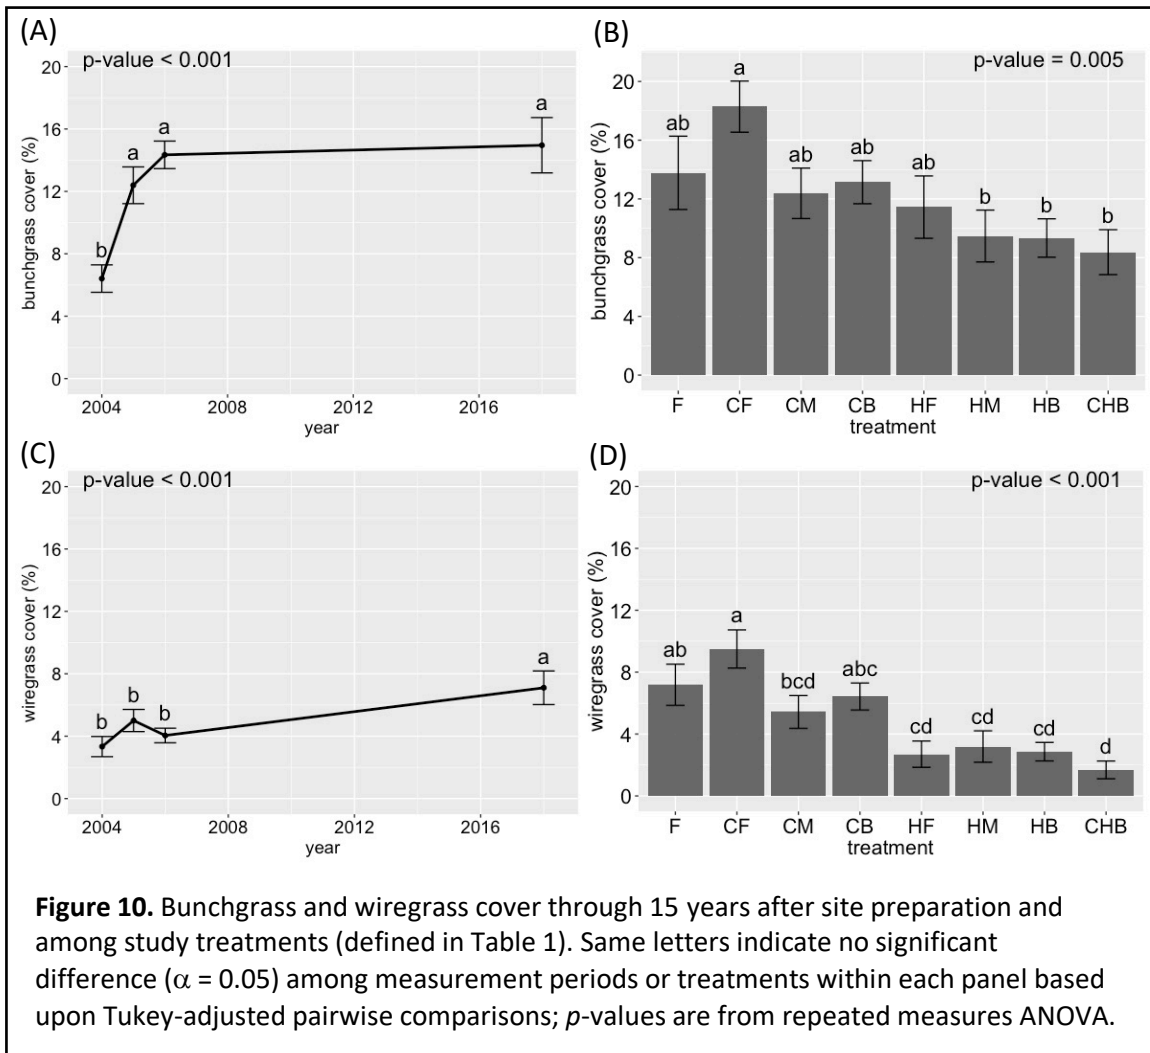 (A)
p-value < 0.001
20
16
12
8
4
0
bunchgrass cover (%)
b
a
a
a
2004
2008
2012
2016
year
(B)
p-value = 0.005
20
16
12
8
4
0
bunchgrass cover (%)
ab
a
ab
ab
ab
b
b
b
F
CF
CM
CB
HF
HM
HB
CHB
treatment
(C)
p-value < 0.001
20
16
12
8
4
0
wiregrass cover (%)
b
b
b
a
2004
2008
2012
2016
year
(D)
p-value < 0.001
20
16
12
8
4
0
wiregrass cover (%)
ab
a
bcd
abc
cd
cd
cd
d
F
CF
CM
CB
HF
HM
HB
CHB
treatment
Figure 10. Bunchgrass and wiregrass cover through 15 years after site preparation and
among study treatments (defined in Table 1). Same letters indicate no significant
difference (α = 0.05) among measurement periods or treatments within each panel based
upon Tukey-adjusted pairwise comparisons; p-values are from repeated measures ANOVA.